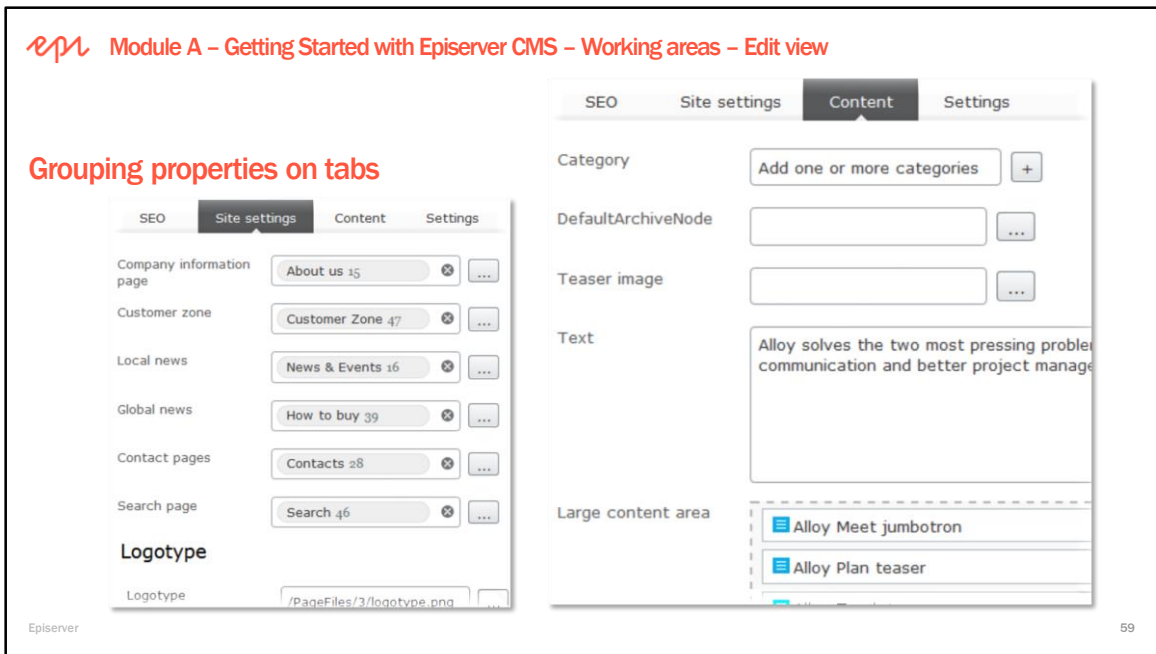 epi Module A – Getting Started with Episerver CMS – Working areas – Edit view
Grouping properties on tabs
SEO Site settings Content Settings
Company information
page
About us 15 ...
Customer zone Customer Zone 47 ...
Local news News & Events 16 ...
Global news How to buy 39 ...
Contact pages Contacts 28 ...
Search page Search 46 ...
Logotype
Logotype /PageFiles/3/logotype.png ...
SEO Site settings Content Settings
Category Add one or more categories +
DefaultArchiveNode ...
Teaser image ...
Text
Alloy solves the two most pressing
communication and better project
Large content area
Alloy Meet jumbotron
Alloy Plan teaser
Episerver 59